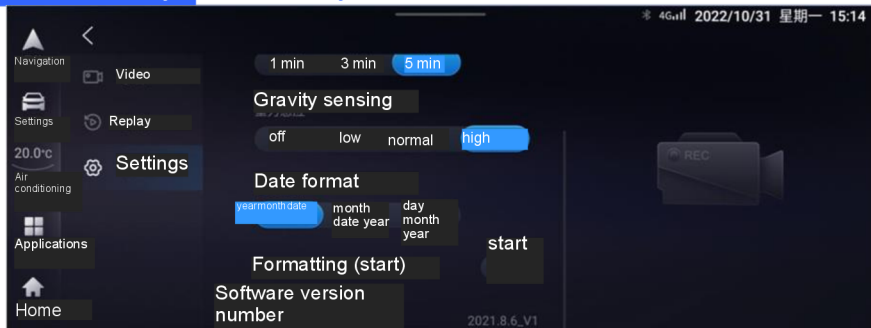 4G 2022/10/31 星期一 15:14
Navigation
Video
1 min 3 min 5 min
Gravity sensing
Settings
Replay
off low normal high
20.0°C
Air
conditioning
Settings
Date format
yearmonthdate
month
date year
day
month
year
Applications
Formatting (start)
start
Home
Software version
number
2021.8.6_V1
REC